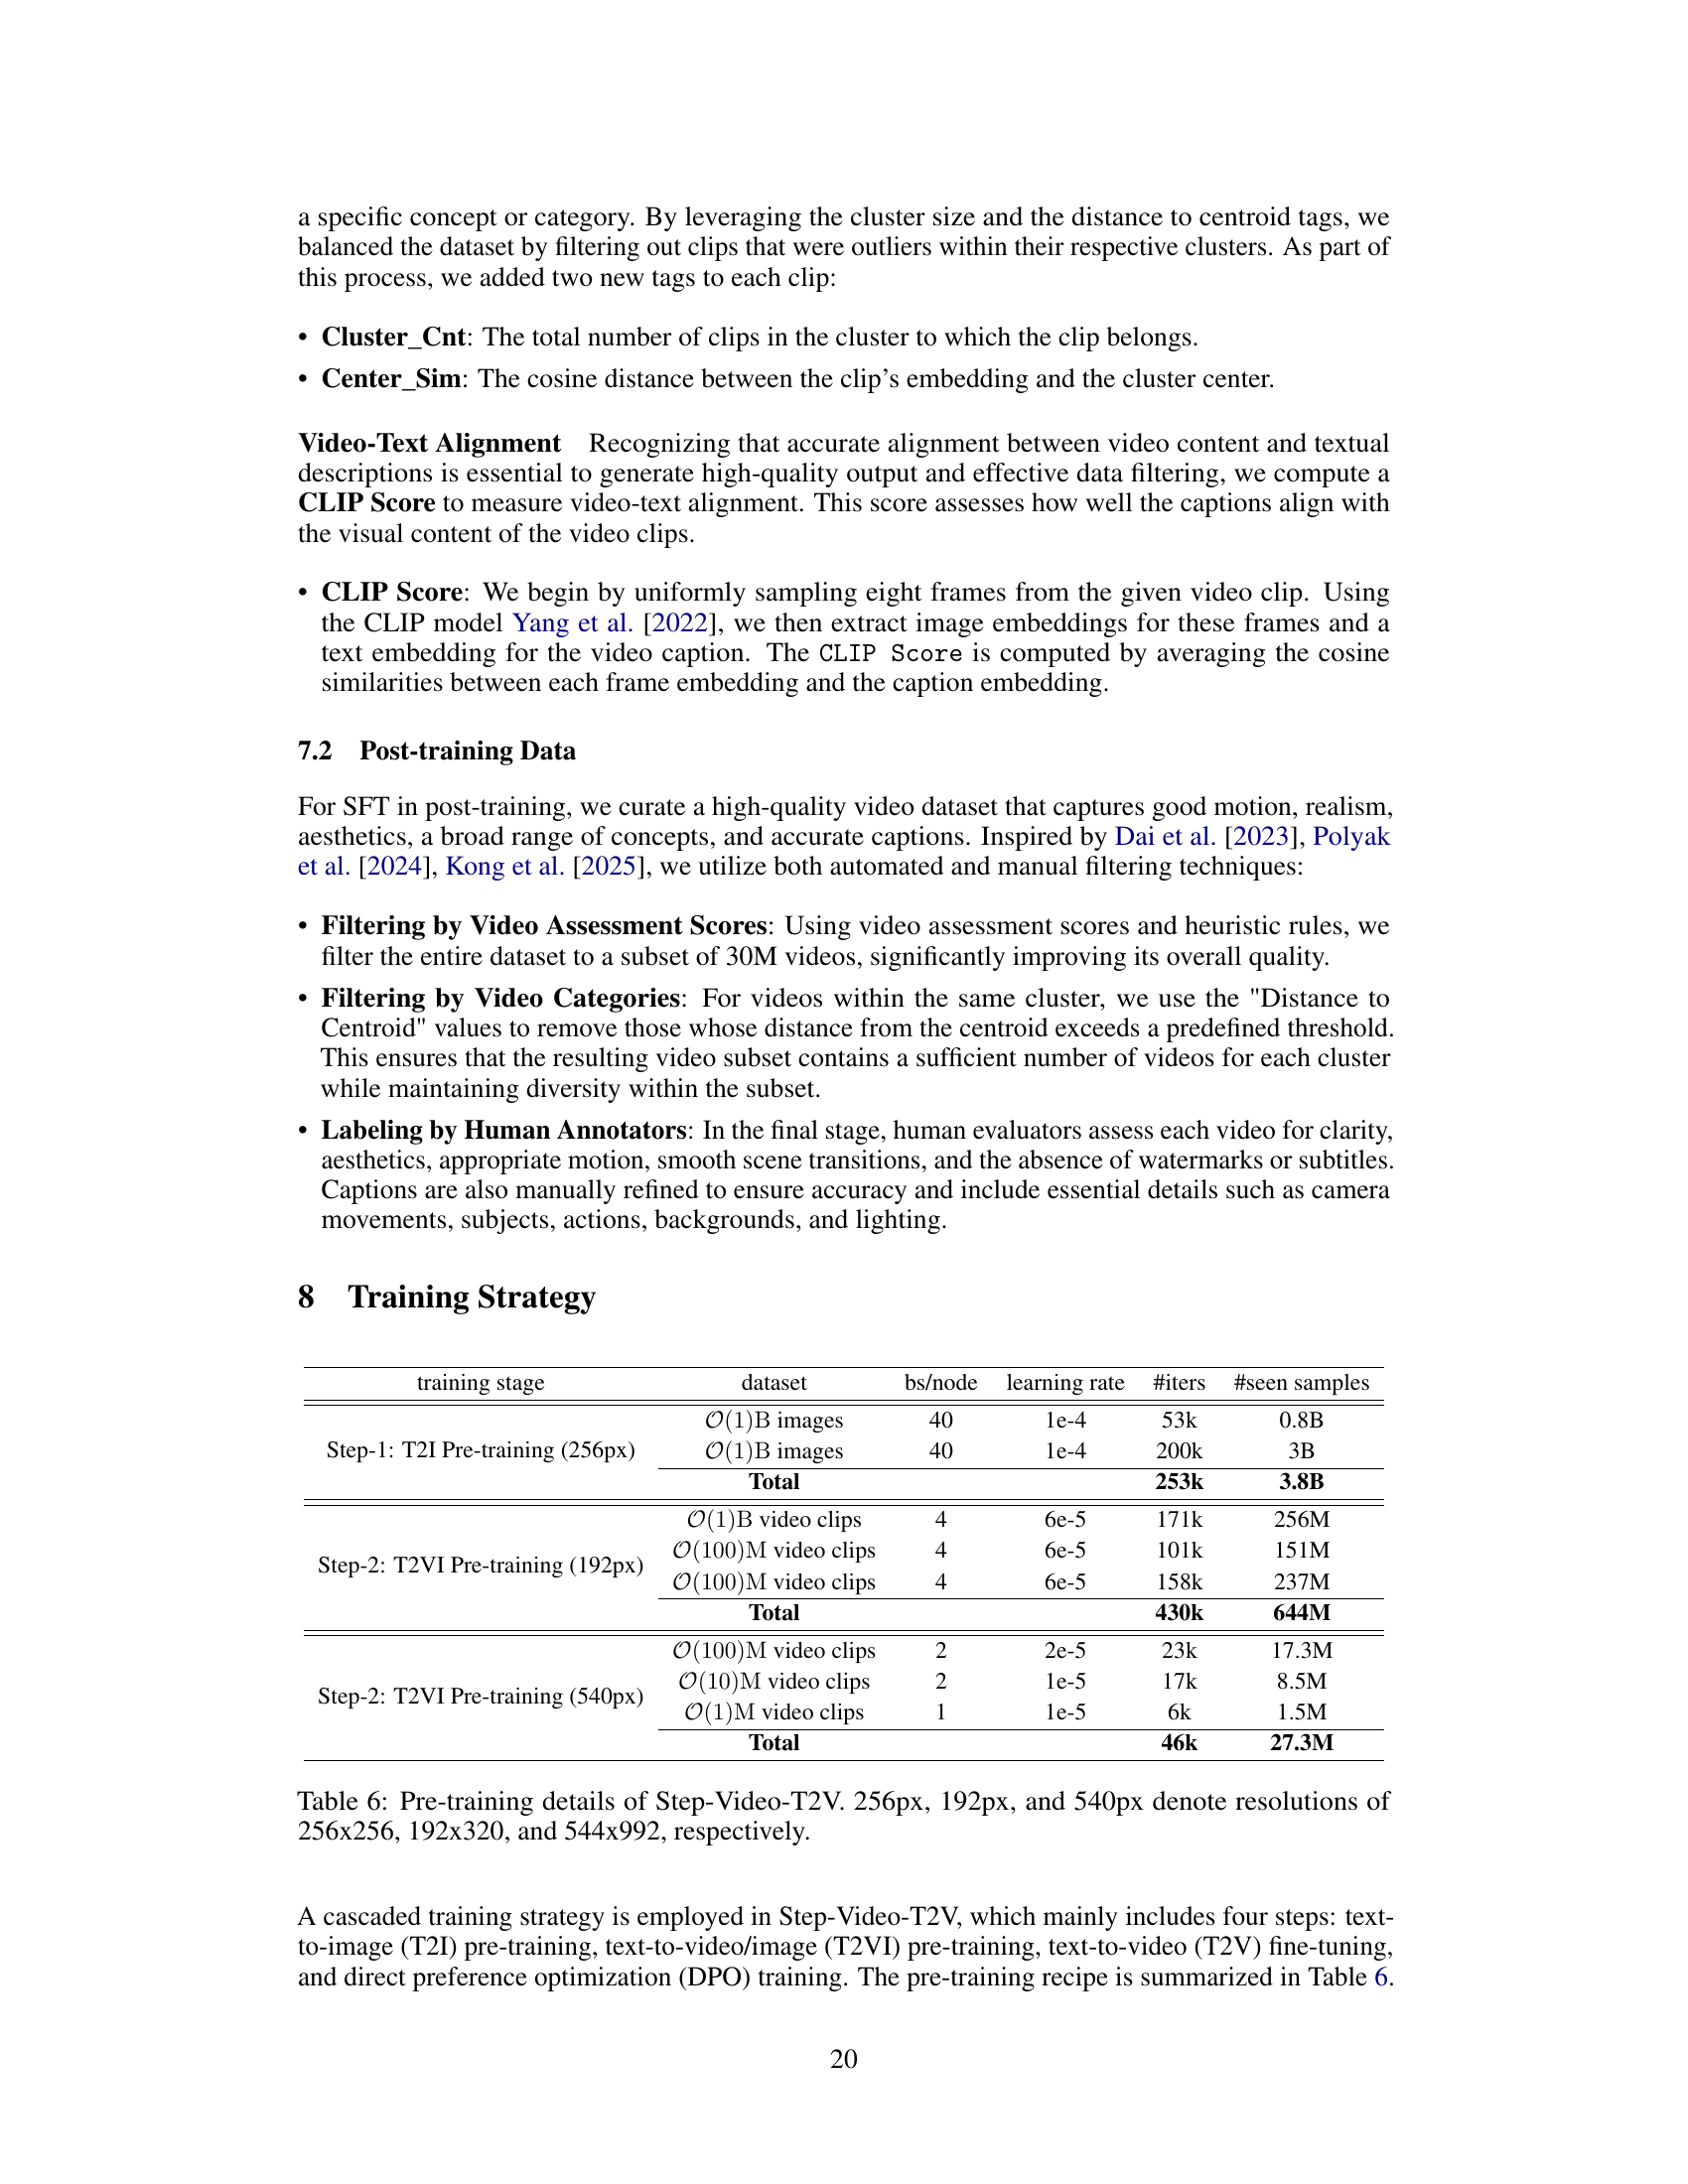 a specific concept or category. By leveraging the cluster size and the distance to centroid tags, we
balanced the dataset by filtering out clips that were outliers within their respective clusters. As part of
this process, we added two new tags to each clip:
• Cluster_Cnt: The total number of clips in the cluster to which the clip belongs.
• Center_Sim: The cosine distance between the clip's embedding and the cluster center.
Video-Text Alignment Recognizing that accurate alignment between video content and textual
descriptions is essential to generate high-quality output and effective data filtering, we compute a
CLIP Score to measure video-text alignment. This score assesses how well the captions align with
the visual content of the video clips.
• CLIP Score: We begin by uniformly sampling eight frames from the given video clip. Using
the CLIP model Yang et al. [2022], we then extract image embeddings for these frames and a
text embedding for the video caption. The CLIP Score is computed by averaging the cosine
similarities between each frame embedding and the caption embedding.
7.2 Post-training Data
For SFT in post-training, we curate a high-quality video dataset that captures good motion, realism,
aesthetics, a broad range of concepts, and accurate captions. Inspired by Dai et al. [2023], Polyak
et al. [2024], Kong et al. [2025], we utilize both automated and manual filtering techniques:
• Filtering by Video Assessment Scores: Using video assessment scores and heuristic rules, we
filter the entire dataset to a subset of 30M videos, significantly improving its overall quality.
• Filtering by Video Categories: For videos within the same cluster, we use the "Distance to
Centroid" values to remove those whose distance from the centroid exceeds a predefined threshold.
This ensures that the resulting video subset contains a sufficient number of videos for each cluster
while maintaining diversity within the subset.
• Labeling by Human Annotators: In the final stage, human evaluators assess each video for clarity,
aesthetics, appropriate motion, smooth scene transitions, and the absence of watermarks or subtitles.
Captions are also manually refined to ensure accuracy and include essential details such as camera
movements, subjects, actions, backgrounds, and lighting.
8 Training Strategy
training stage dataset bs/node learning rate #iters #seen samples
O(1)B images 40 1e-4 53k 0.8B
Step-1: T2I Pre-training (256px) O(1)B images 40 1e-4 200k 3B
Total 253k 3.8B
O(1)B video clips 4 6e-5 171k 256M
O(100)M video clips 4 6e-5 101k 151M
Step-2: T2VI Pre-training (192px) O(100)M video clips 4 6e-5 158k 237M
Total 430k 644M
O(100)M video clips 2 2e-5 23k 17.3M
O(10)M video clips 2 1e-5 17k 8.5M
Step-2: T2VI Pre-training (540px) O(1)M video clips 1 1e-5 6k 1.5M
Total 46k 27.3M
Table 6: Pre-training details of Step-Video-T2V. 256px, 192px, and 540px denote resolutions of
256x256, 192x320, and 544x992, respectively.
A cascaded training strategy is employed in Step-Video-T2V, which mainly includes four steps: text-
to-image (T2I) pre-training, text-to-video/image (T2VI) pre-training, text-to-video (T2V) fine-tuning,
and direct preference optimization (DPO) training. The pre-training recipe is summarized in Table 6.
20